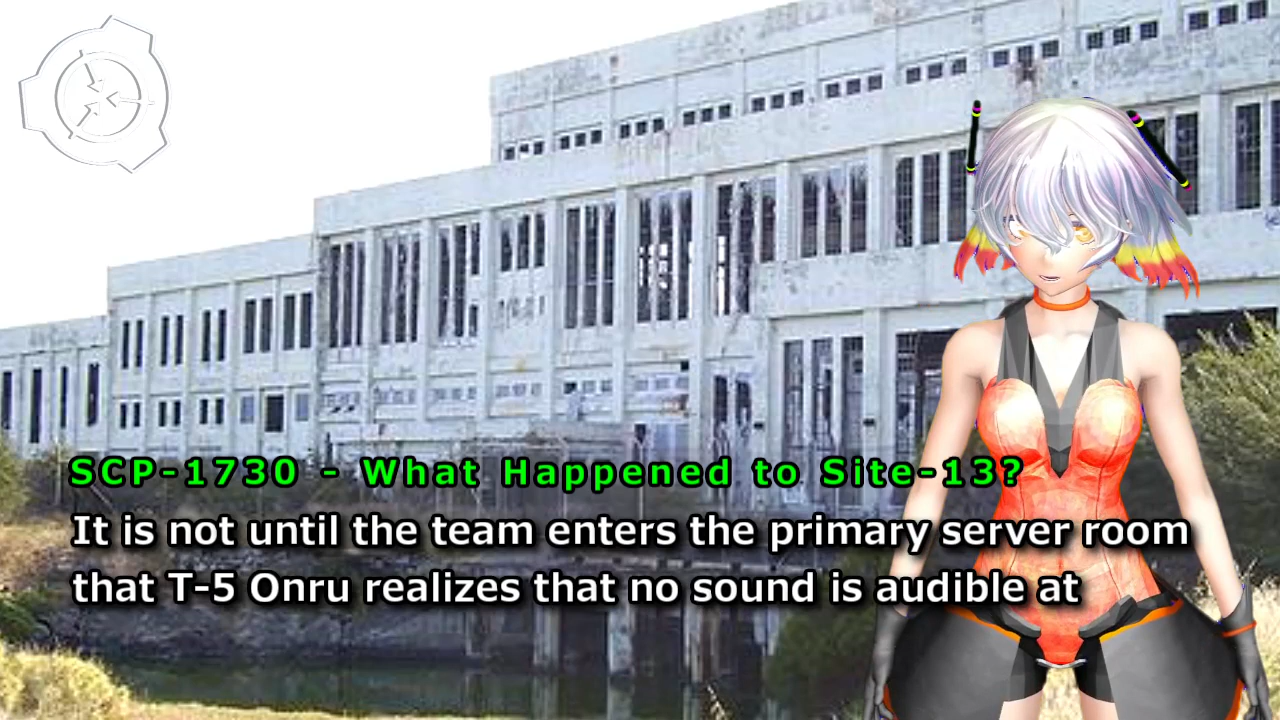 SCP-1730 - What Happened to Site-13?
It is not until the team enters the primary server room
that T-5 Onru realizes that no sound is audible at